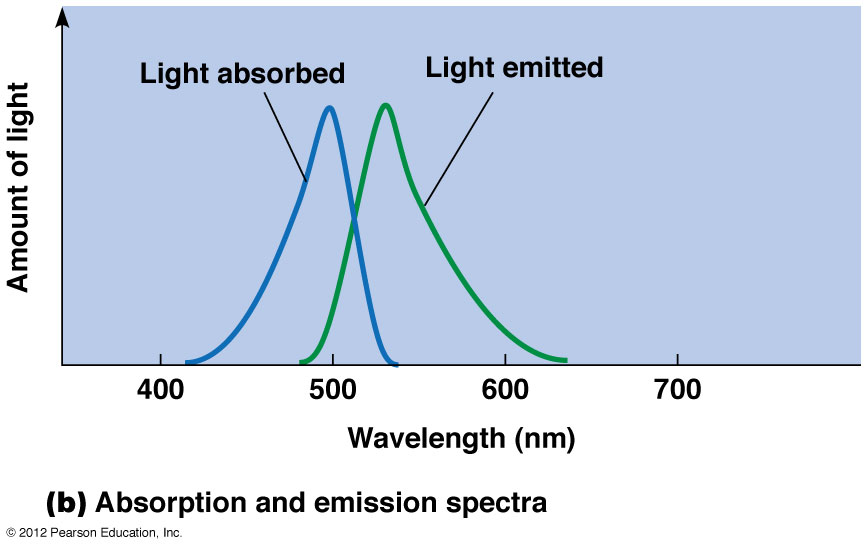 Light absorbed
Light emitted
Amount of light
400
500
600
700
Wavelength (nm)
(b) Absorption and emission spectra
© 2012 Pearson Education, Inc.